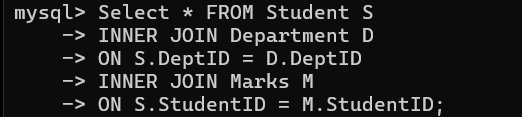 mysql> Select * FROM Student S
    -> INNER JOIN Department D
    -> ON S.DeptID = D.DeptID
    -> INNER JOIN Marks M
    -> ON S.StudentID = M.StudentID;